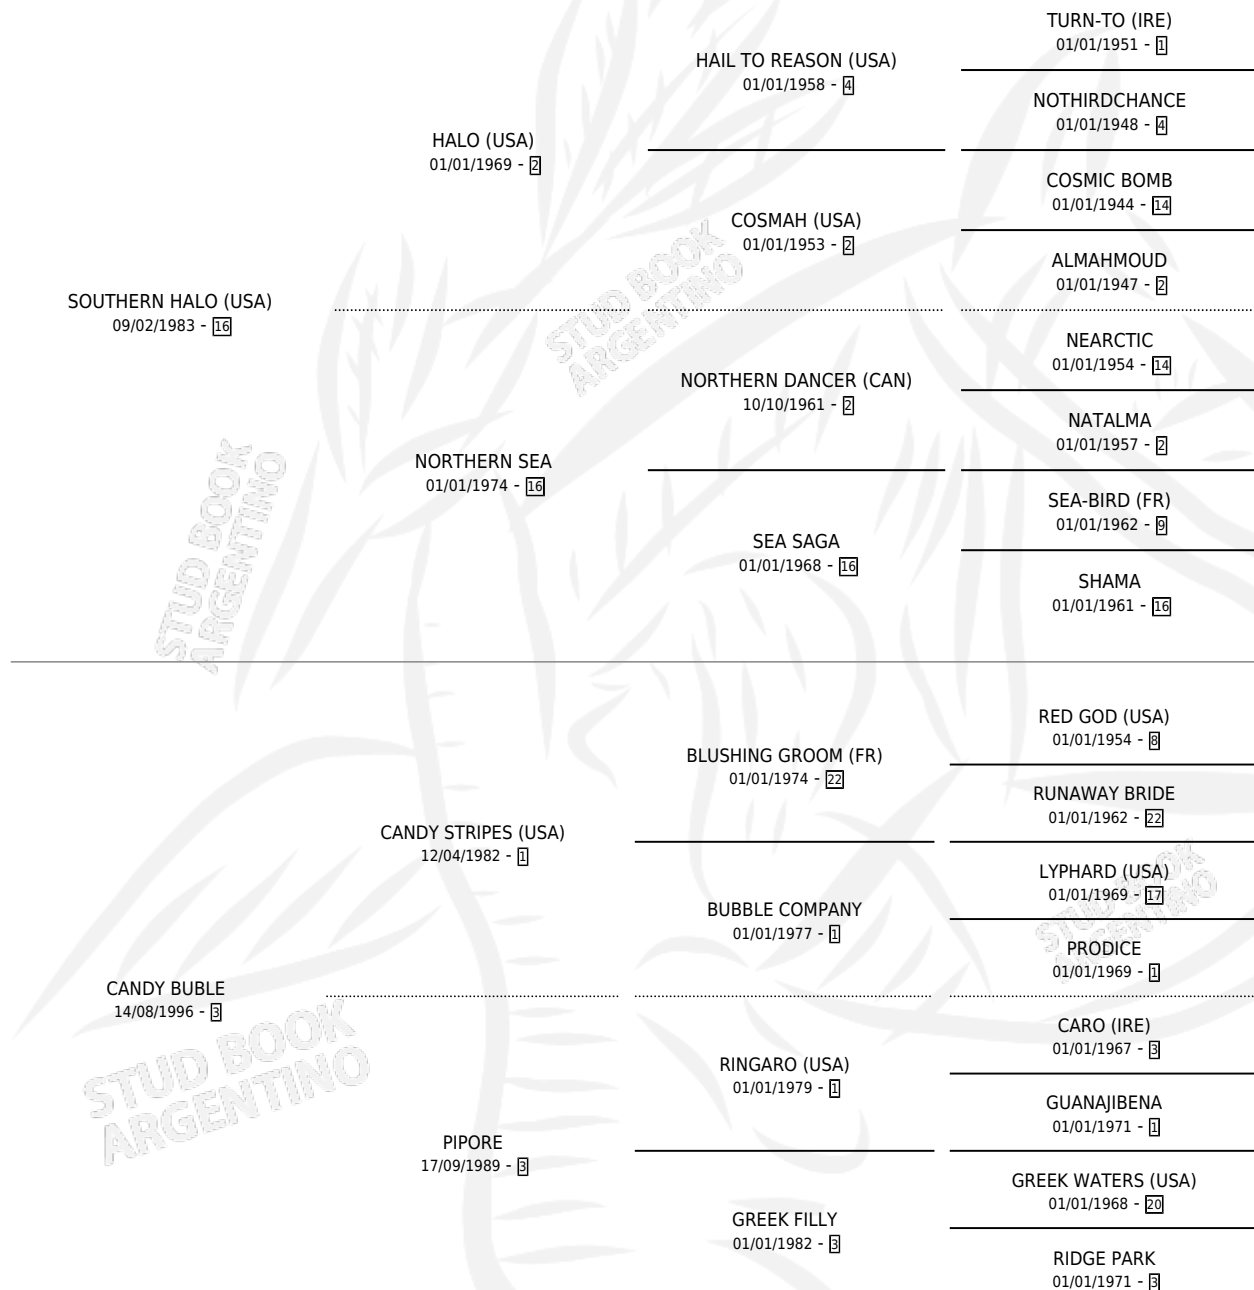 TURN-TO (IRE)
01/01/1951 - 1
HAIL TO REASON (USA)
01/01/1958 - 4
NOTHIRDCHANCE
01/01/1948 - 4
HALO (USA)
01/01/1969 - 2
COSMIC BOMB
01/01/1944 - 14
COSMAH (USA)
01/01/1953 - 2
ALMAHMOUD
01/01/1947 - 2
SOUTHERN HALO (USA)
09/02/1983 - 16
STUD BOOK
ARGENTINO
NEARCTIC
01/01/1954 - 14
NORTHERN DANCER (CAN)
10/10/1961 - 2
NATALMA
01/01/1957 - 2
NORTHERN SEA
01/01/1974 - 16
SEA-BIRD (FR)
01/01/1962 - 9
SEA SAGA
01/01/1968 - 16
SHAMA
01/01/1961 - 16
STUD BOOK
ARGENTINO
RED GOD (USA)
01/01/1954 - 8
BLUSHING GROOM (FR)
01/01/1974 - 22
RUNAWAY BRIDE
01/01/1962 - 22
CANDY STRIPES (USA)
12/04/1982 - 1
LYPHARD (USA)
01/01/1969 - 17
BUBBLE COMPANY
01/01/1977 - 1
PRODICE
01/01/1969 - 1
STUD BOOK
ARGENTINO
CANDY BUBLE
14/08/1996 - 3
CARO (IRE)
01/01/1967 - 3
RINGARO (USA)
01/01/1979 - 1
GUANAJIBENA
01/01/1971 - 1
STUD BOOK
ARGENTINO
PIPORE
17/09/1989 - 3
GREEK WATERS (USA)
01/01/1968 - 20
GREEK FILLY
01/01/1982 - 3
RIDGE PARK
01/01/1971 - 3